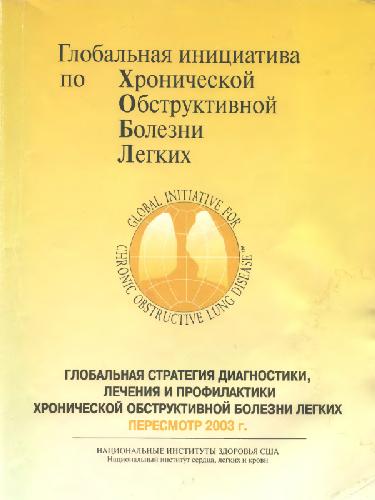 Глобальная инициатива
по Хронической
Обструктивной
Болезни
Легких
GLOBAL INITIATIVE FOR
CHRONIC OBSTRUCTIVE LUNG DISEASE™
ГЛОБАЛЬНАЯ СТРАТЕГИЯ ДИАГНОСТИКИ,
ЛЕЧЕНИЯ И ПРОФИЛАКТИКИ
ХРОНИЧЕСКОЙ ОБСТРУКТИВНОЙ БОЛЕЗНИ ЛЕГКИХ
ПЕРЕСМОТР 2003 г.
НАЦИОНАЛЬНЫЕ ИНСТИТУТЫ ЗДОРОВЬЯ США
Национальный институт сердца, легких и крови